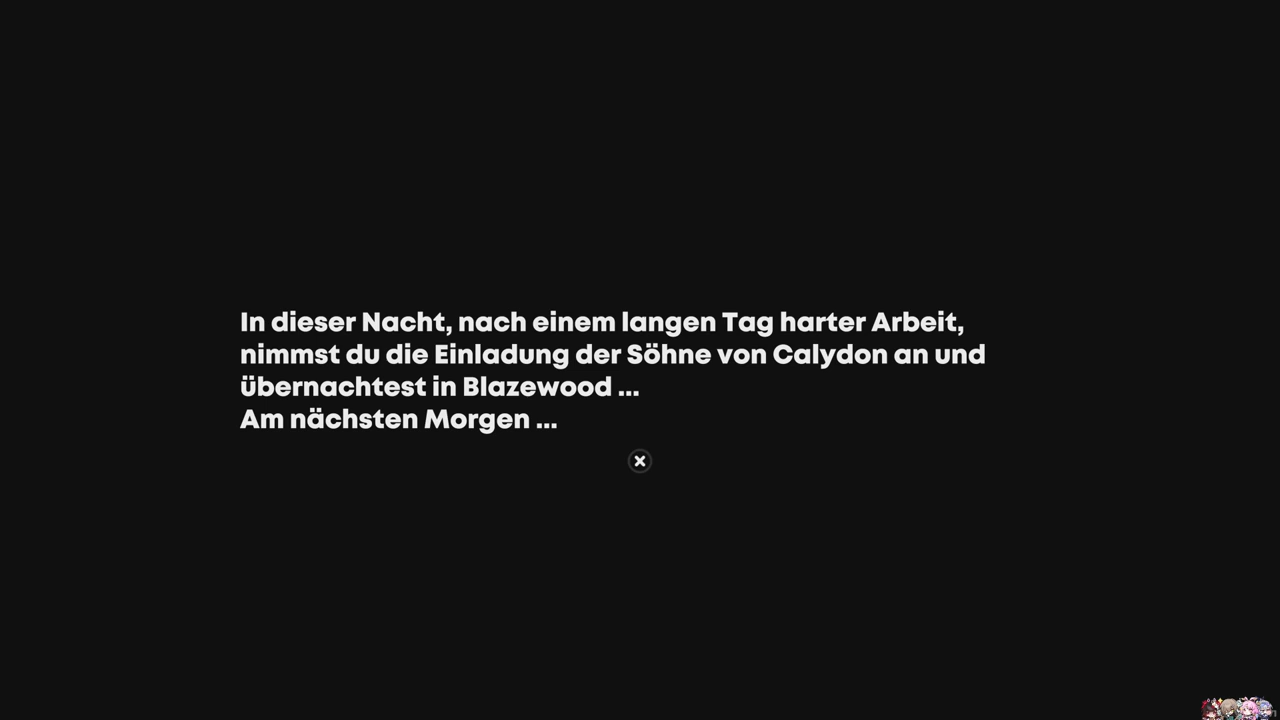 In dieser Nacht, nach einem langen Tag harter Arbeit,
nimmst du die Einladung der Söhne von Calydon an und
übernachtest in Blazewood ...
Am nächsten Morgen ...